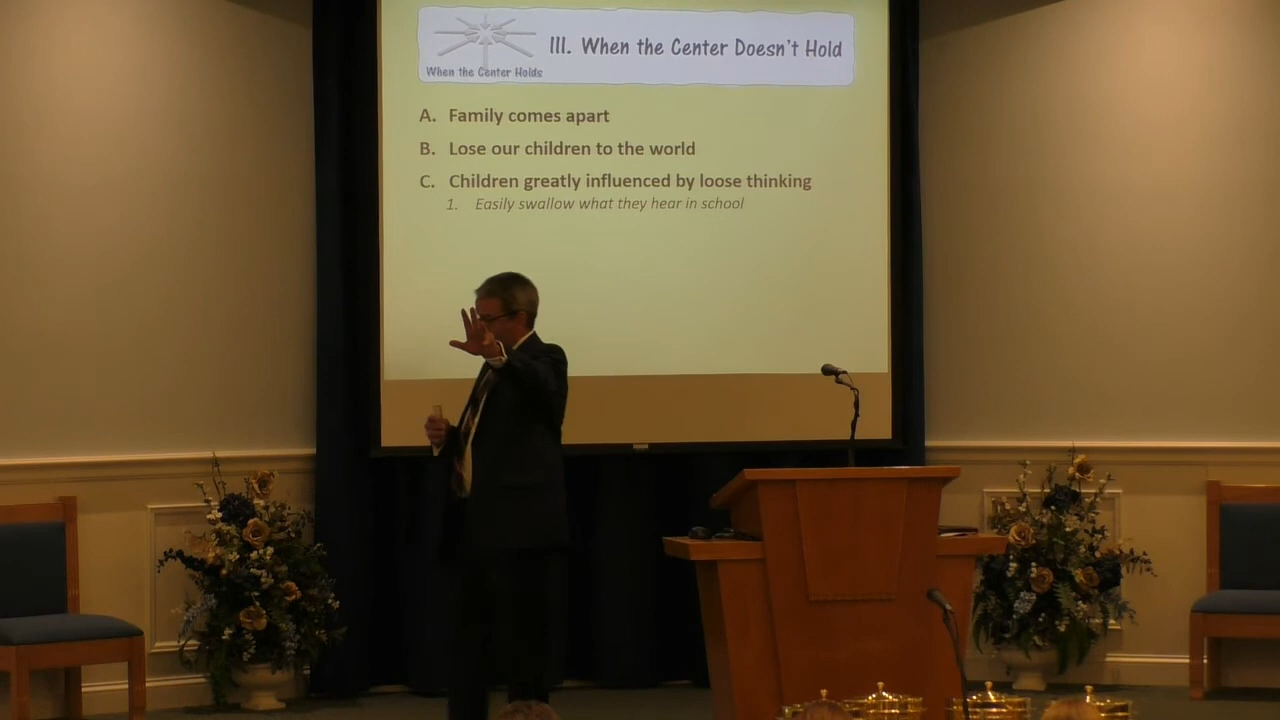 III. When the Center Doesn't Hold
When the Center Holds
A. Family comes apart
B. Lose our children to the world
C. Children greatly influenced by loose thinking
1. Easily swallow what they hear in school